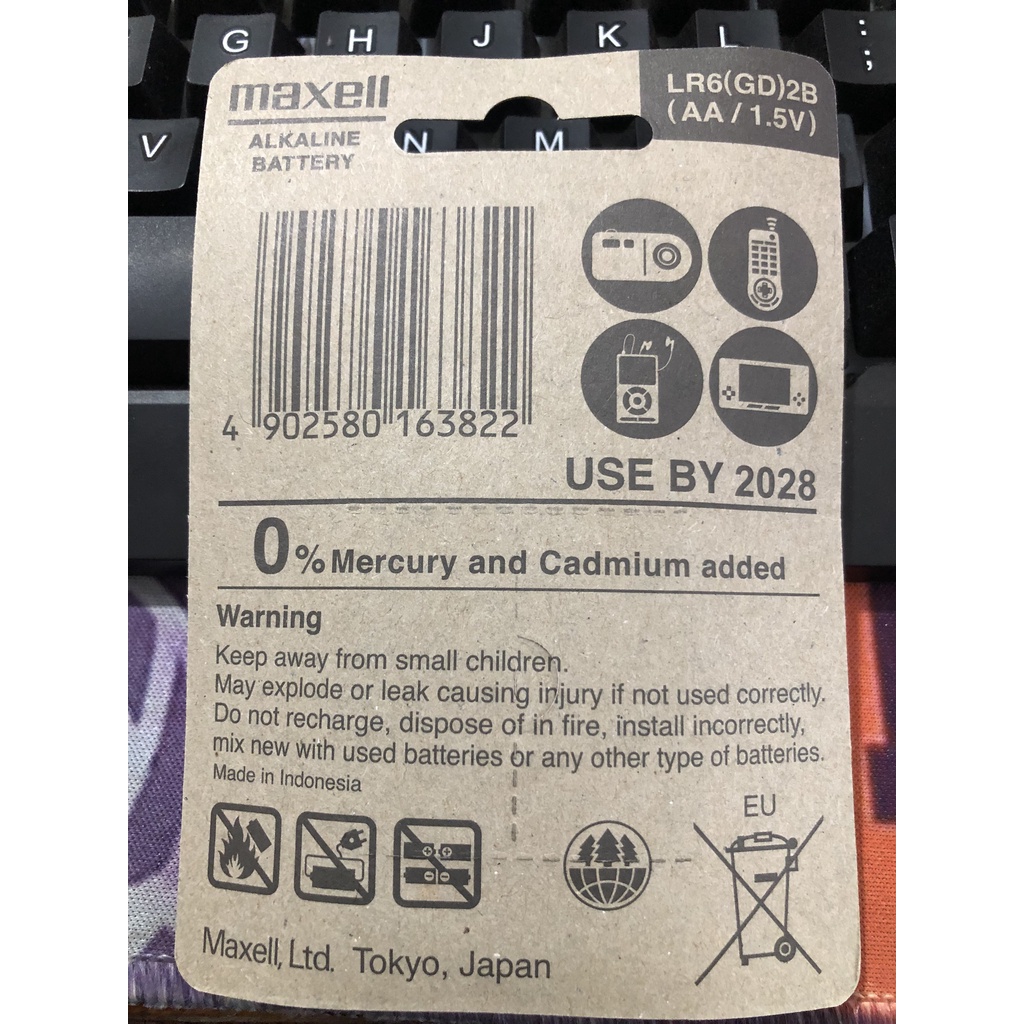 G H J K L : ;
V N M
maxell
ALKALINE
BATTERY
LR6(GD)2B
(AA / 1.5V)
4 902580 163822
USE BY 2028
0% Mercury and Cadmium added
Warning
Keep away from small children.
May explode or leak causing injury if not used correctly.
Do not recharge, dispose of in fire, install incorrectly,
mix new with used batteries or any other type of batteries.
Made in Indonesia
EU
Maxell, Ltd. Tokyo, Japan